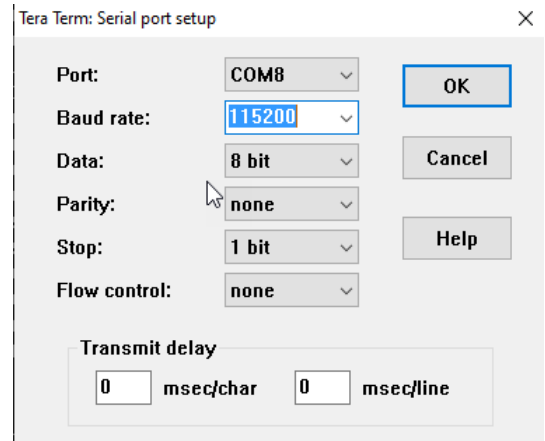 Tera Term: Serial port setup
Port: COM8 OK
Baud rate: 115200
Data: 8 bit Cancel
Parity: none
Stop: 1 bit Help
Flow control: none
Transmit delay
0 msec/char 0 msec/line